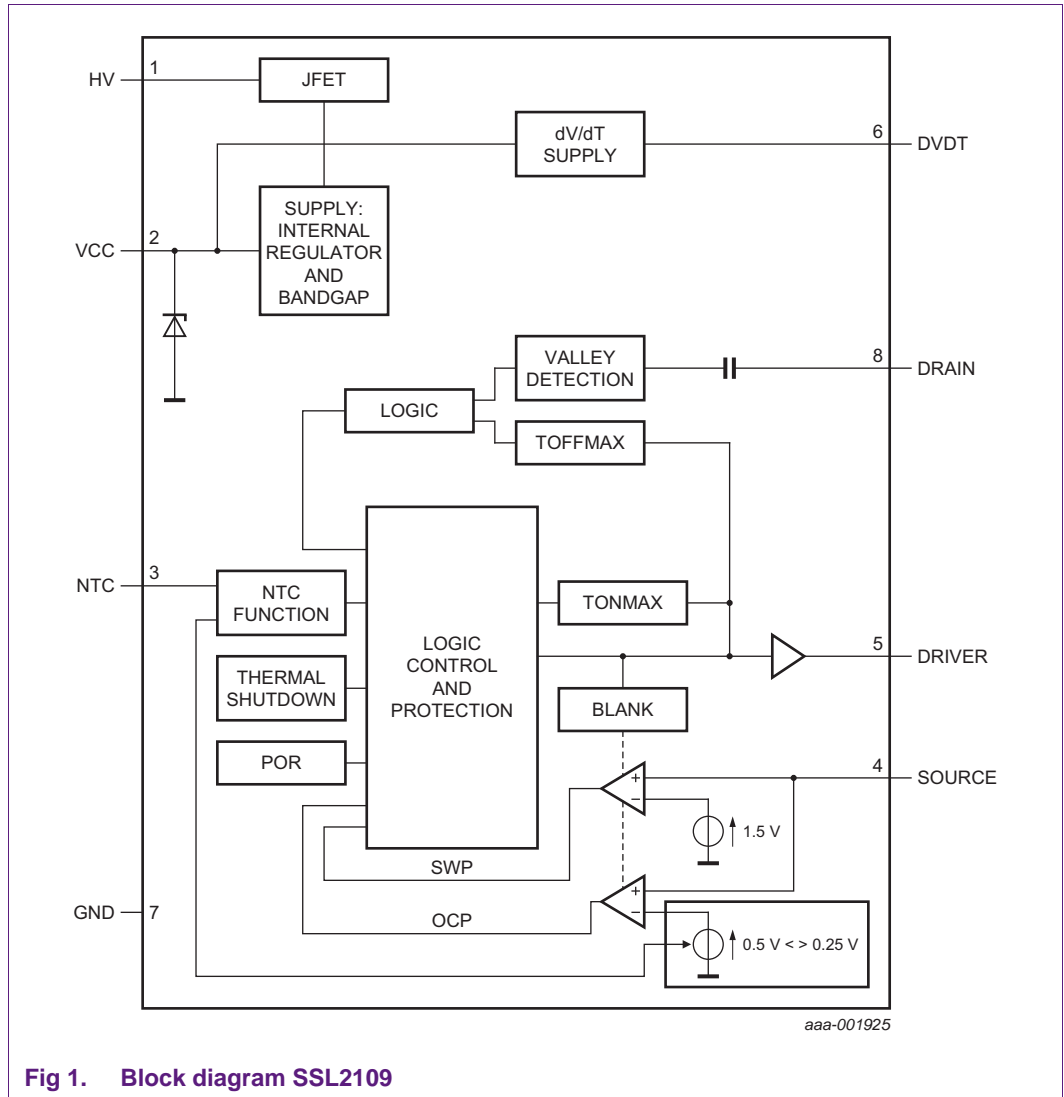 HV
1
JFET
dV/dT
SUPPLY
6
DVDT
SUPPLY:
INTERNAL
REGULATOR
AND
BANDGAP
VCC
2
VALLEY
DETECTION
8
DRAIN
LOGIC
TOFFMAX
NTC
3
NTC
FUNCTION
TONMAX
LOGIC
CONTROL
AND
PROTECTION
5
DRIVER
THERMAL
SHUTDOWN
BLANK
POR
4
SOURCE
+
−
1.5 V
SWP
+
−
GND
7
OCP
0.5 V < > 0.25 V
aaa-001925
Fig 1. Block diagram SSL2109